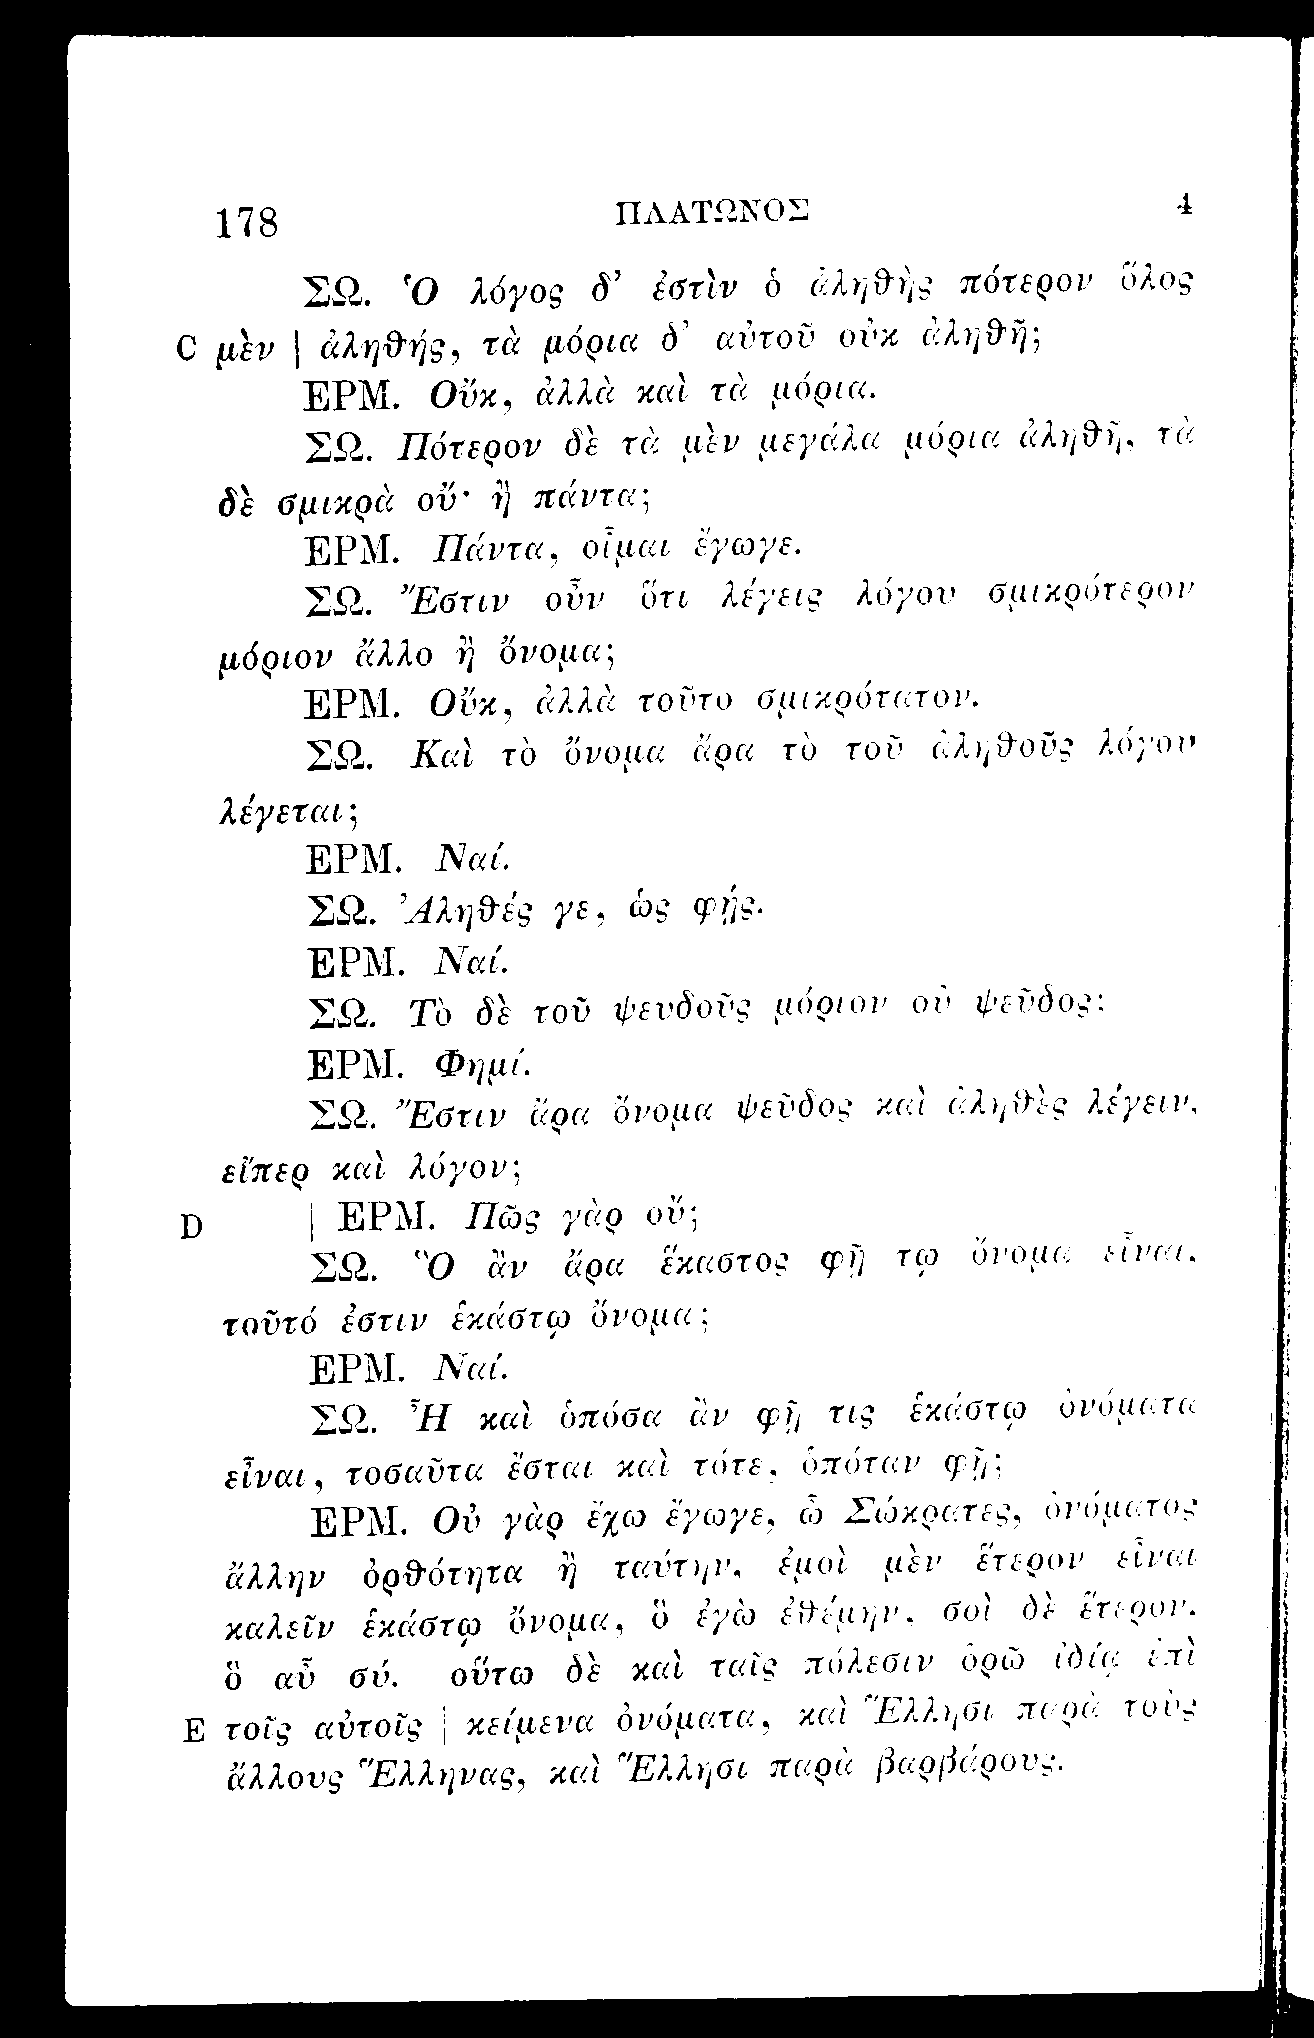 178 ΠΛΑΤΩΝΟΣ 4
ΣΩ. Ὁ λόγος δ’ ἐστὶν ὁ ἀληθὴς πότερον ὅλος
C μὲν | ἀληθής, τὰ μόρια δ’ αὐτοῦ οὐκ ἀληθῆ;
ΕΡΜ. Οὔκ, ἀλλὰ καὶ τὰ μόρια.
ΣΩ. Πότερον δὲ τὰ μὲν μεγάλα μόρια ἀληθῆ, τὰ
δὲ σμικρὰ οὔ· ἢ πάντα;
ΕΡΜ. Πάντα, οἶμαι ἔγωγε.
ΣΩ. Ἔστιν οὖν ὅτι λέγεις λόγου σμικρότερον
μόριον ἄλλο ἢ ὄνομα;
ΕΡΜ. Οὔκ, ἀλλὰ τοῦτο σμικρότατον.
ΣΩ. Καὶ τὸ ὄνομα ἄρα τὸ τοῦ ἀληθοῦς λόγου
λέγεται;
ΕΡΜ. Ναί.
ΣΩ. Ἀληθές γε, ὡς φῄς.
ΕΡΜ. Ναί.
ΣΩ. Τὸ δὲ τοῦ ψευδοῦς μόριον οὐ ψεῦδος;
ΕΡΜ. Φημί.
ΣΩ. Ἔστιν ἄρα ὄνομα ψεῦδος καὶ ἀληθὲς λέγειν,
εἴπερ καὶ λόγον;
D | ΕΡΜ. Πῶς γὰρ οὔ;
ΣΩ. Ὃ ἂν ἄρα ἕκαστος φῇ τῳ ὄνομα εἶναι,
τοῦτό ἐστιν ἑκάστῳ ὄνομα;
ΕΡΜ. Ναί.
ΣΩ. Ἦ καὶ ὁπόσα ἂν φῇ τις ἑκάστῳ ὀνόματα
εἶναι, τοσαῦτα ἔσται καὶ τότε, ὁπόταν φῇ;
ΕΡΜ. Οὐ γὰρ ἔχω ἔγωγε, ὦ Σώκρατες, ὀνόματος
ἄλλην ὀρθότητα ἢ ταύτην, ἐμοὶ μὲν ἕτερον εἶναι
καλεῖν ἑκάστῳ ὄνομα, ὃ ἐγὼ ἐθέμην, σοὶ δὲ ἕτερον,
ὃ αὖ σύ. οὕτω δὲ καὶ ταῖς πόλεσιν ὁρῶ ἰδίᾳ ἐπὶ
E τοῖς αὐτοῖς | κείμενα ὀνόματα, καὶ Ἕλλησι παρὰ τοὺς
ἄλλους Ἕλληνας, καὶ Ἕλλησι παρὰ βαρβάρους.